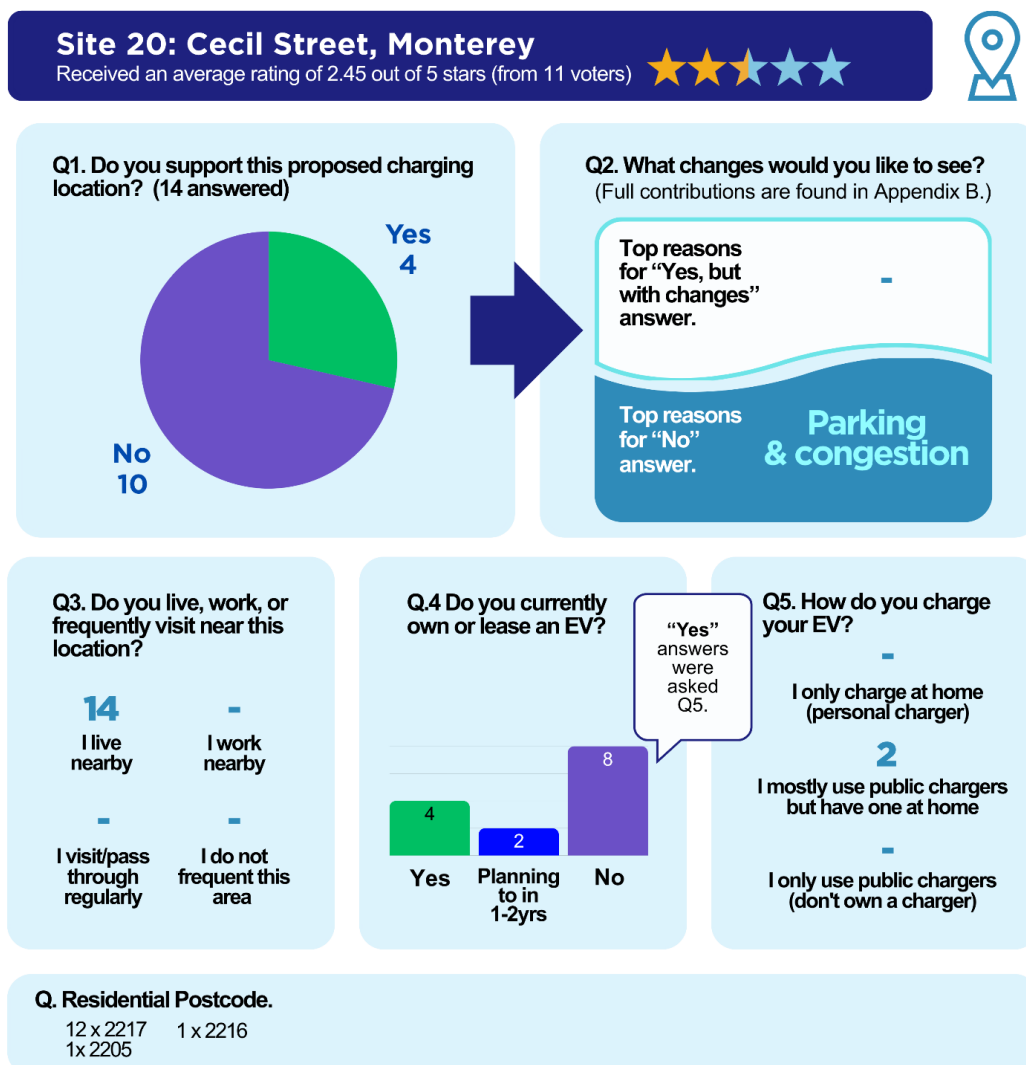 Site 20: Cecil Street, Monterey
Received an average rating of 2.45 out of 5 stars (from 11 voters)
Q1. Do you support this proposed charging
location? (14 answered)
Yes
4
No
10
Q2. What changes would you like to see?
(Full contributions are found in Appendix B.)
Top reasons
for “Yes, but
with changes”
answer.
-
Top reasons
for “No”
answer.
Parking
& congestion
Q3. Do you live, work, or
frequently visit near this
location?
14
I live
nearby
-
I work
nearby
-
I visit/pass
through
regularly
-
I do not
frequent this
area
Q.4 Do you currently
own or lease an EV?
4
2
8
Yes
Planning
to in
1-2yrs
No
“Yes”
answers
were
asked
Q5.
Q5. How do you charge
your EV?
-
I only charge at home
(personal charger)
2
I mostly use public chargers
but have one at home
-
I only use public chargers
(don't own a charger)
Q. Residential Postcode.
12 x 2217
1x 2205
1 x 2216